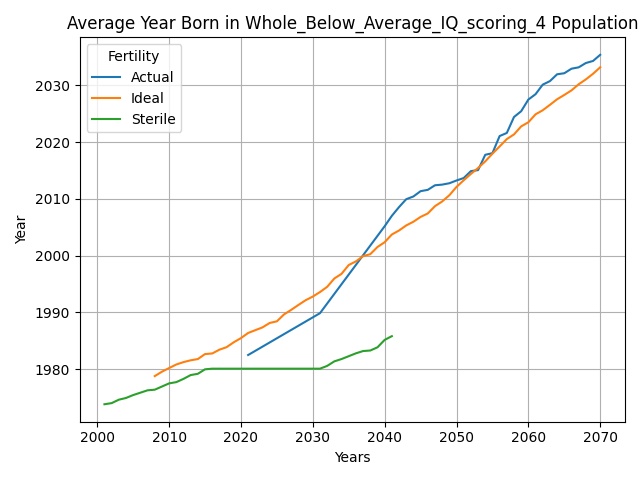 Average Year Born in Whole_Below_Average_IQ_scoring_4 Population
Fertility
Actual
Ideal
Sterile
Year
2030
2020
2010
2000
1990
1980
2000 2010 2020 2030 2040 2050 2060 2070
Years